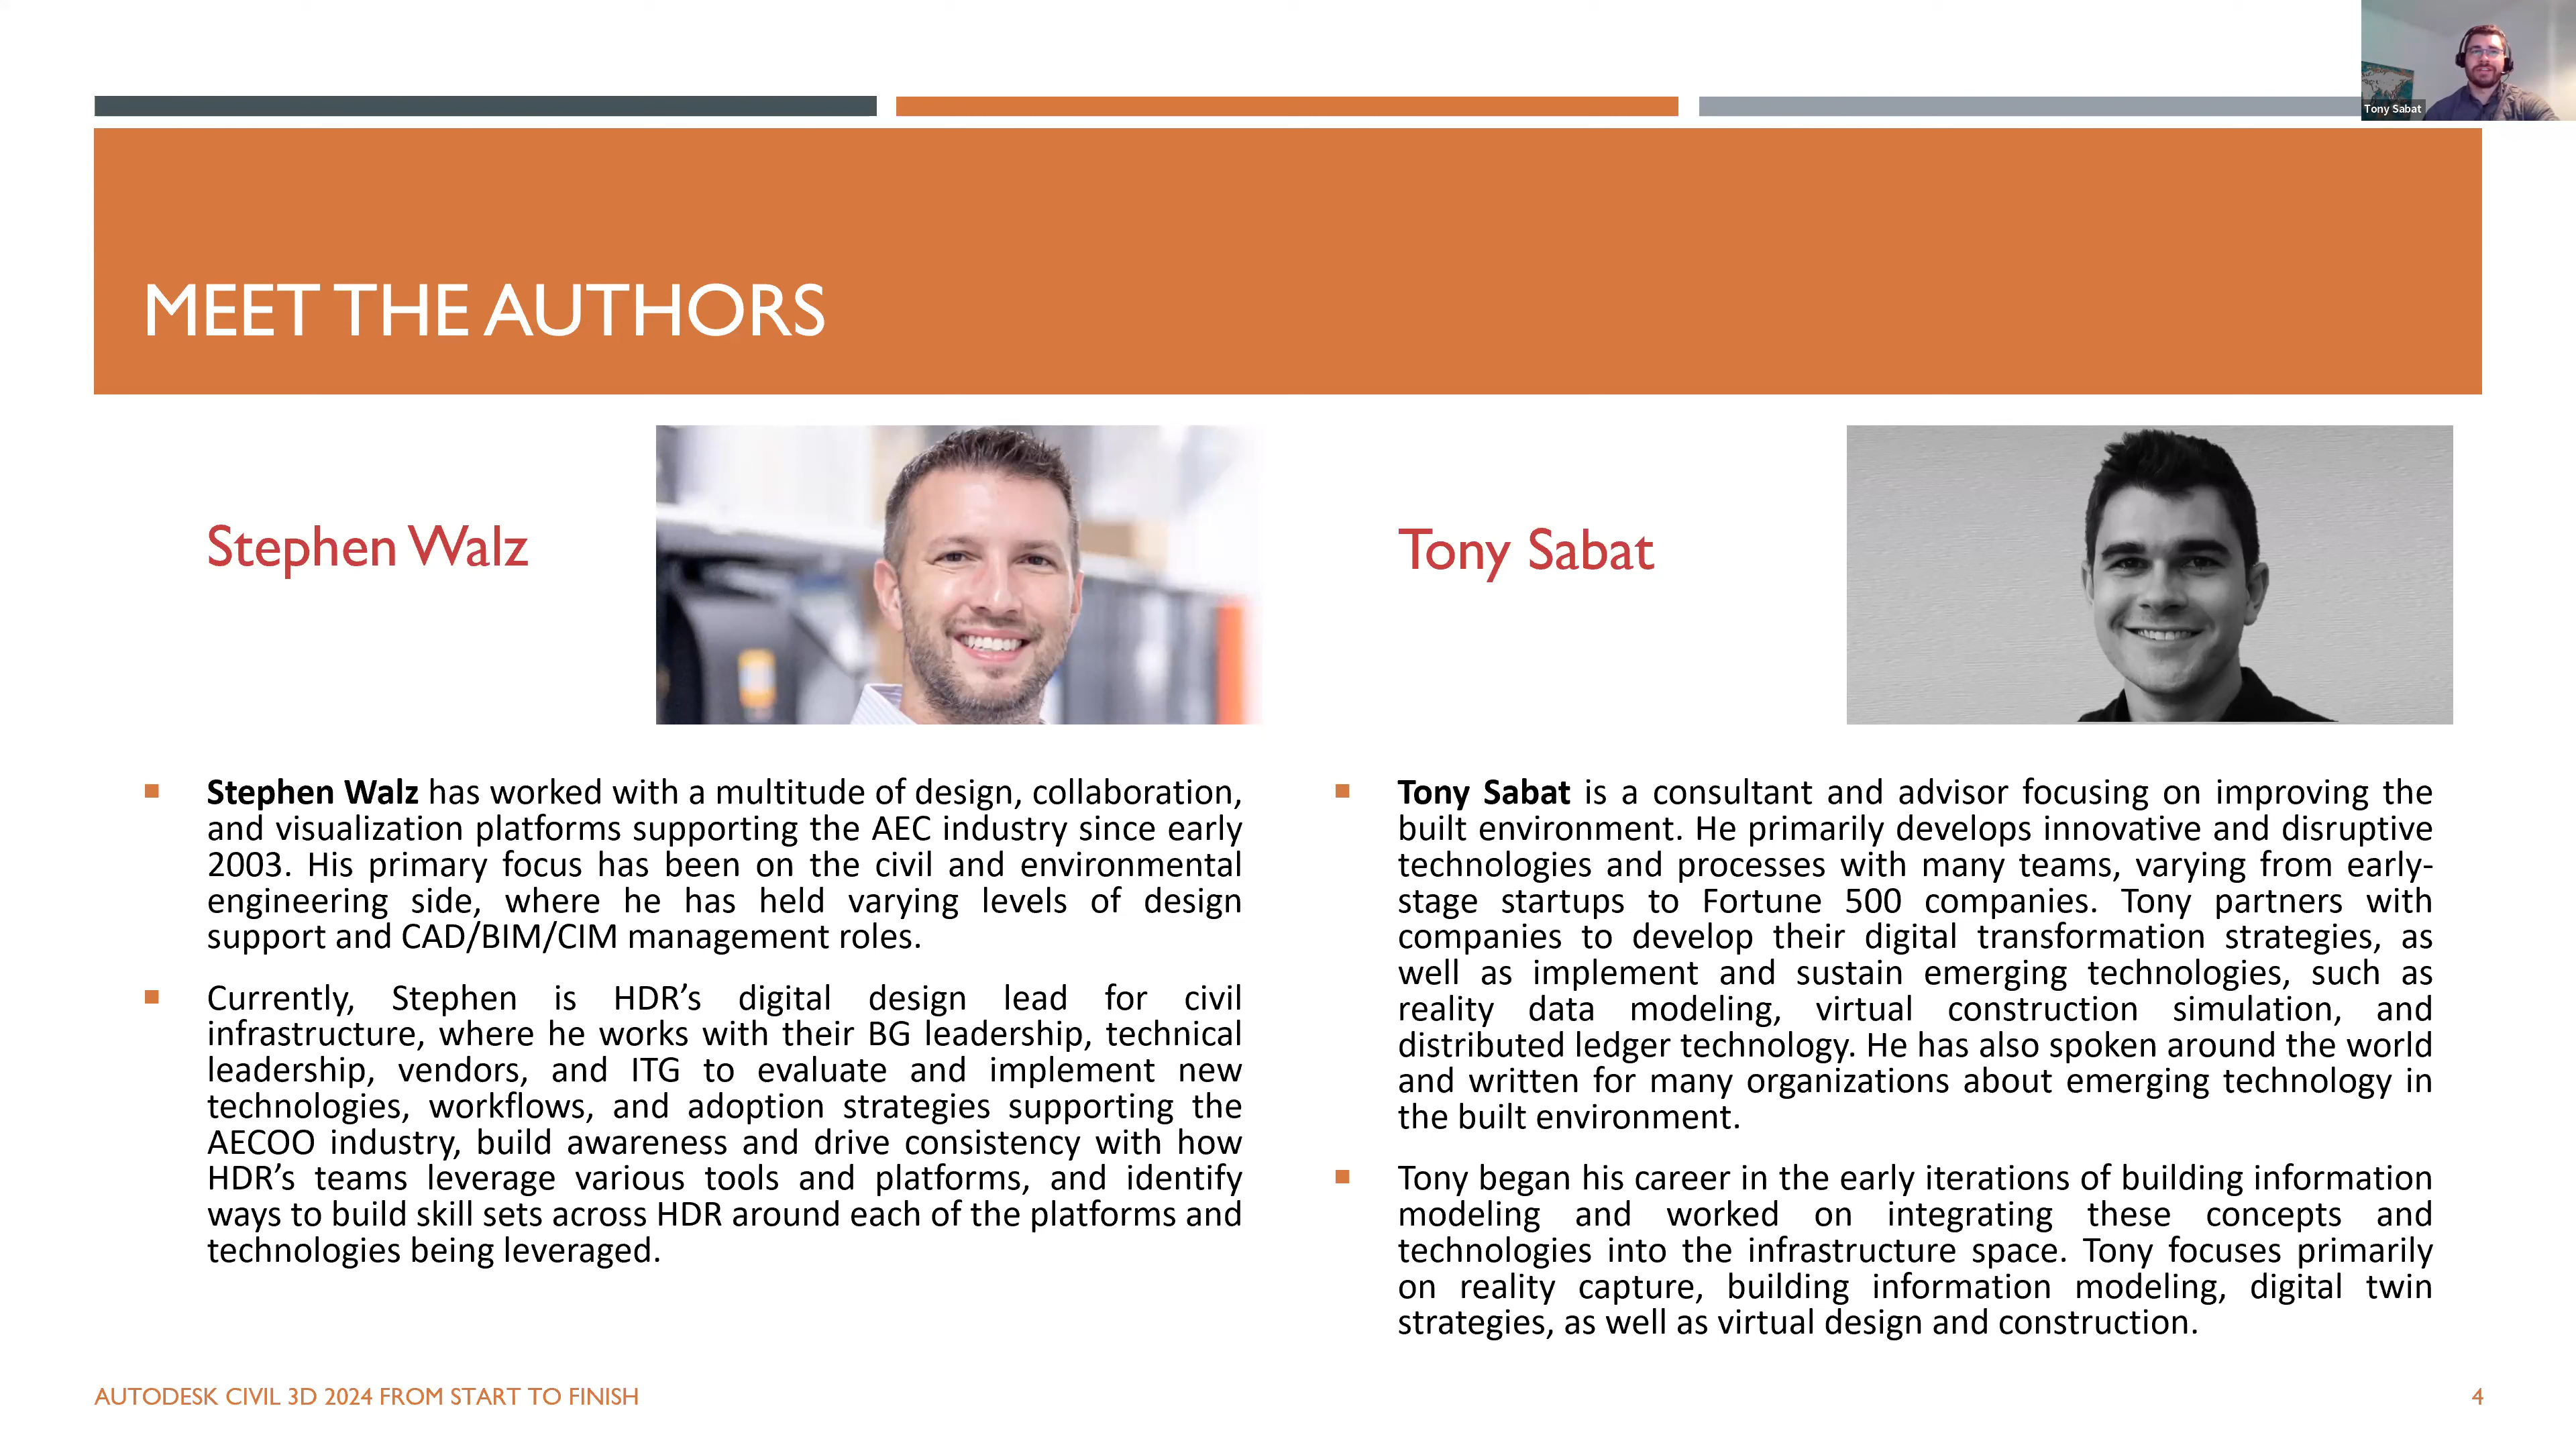 Tony Sabat
MEET THE AUTHORS
Stephen Walz
▪ Stephen Walz has worked with a multitude of design, collaboration,
and visualization platforms supporting the AEC industry since early
2003. His primary focus has been on the civil and environmental
engineering side, where he has held varying levels of design
support and CAD/BIM/CIM management roles.
▪ Currently, Stephen is HDR’s digital design lead for civil
infrastructure, where he works with their BG leadership, technical
leadership, vendors, and ITG to evaluate and implement new
technologies, workflows, and adoption strategies supporting the
AECOO industry, build awareness and drive consistency with how
HDR’s teams leverage various tools and platforms, and identify
ways to build skill sets across HDR around each of the platforms and
technologies being leveraged.
Tony Sabat
▪ Tony Sabat is a consultant and advisor focusing on improving the
built environment. He primarily develops innovative and disruptive
technologies and processes with many teams, varying from early-
stage startups to Fortune 500 companies. Tony partners with
companies to develop their digital transformation strategies, as
well as implement and sustain emerging technologies, such as
reality data modeling, virtual construction simulation, and
distributed ledger technology. He has also spoken around the world
and written for many organizations about emerging technology in
the built environment.
▪ Tony began his career in the early iterations of building information
modeling and worked on integrating these concepts and
technologies into the infrastructure space. Tony focuses primarily
on reality capture, building information modeling, digital twin
strategies, as well as virtual design and construction.
AUTODESK CIVIL 3D 2024 FROM START TO FINISH
4